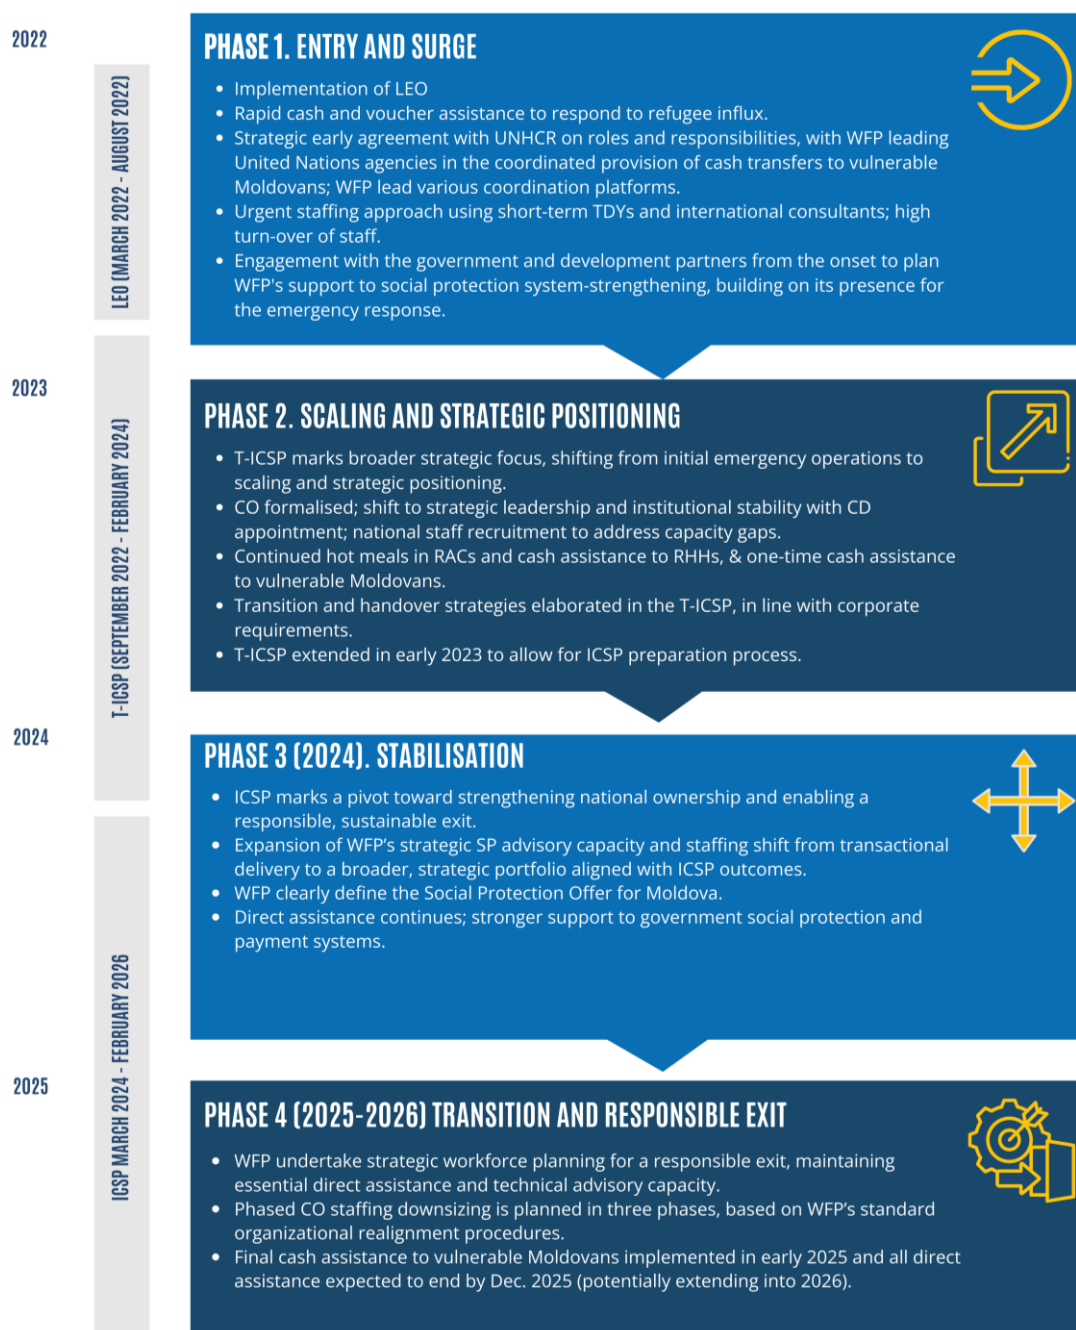 2022
LEO (MARCH 2022 - AUGUST 2022)
PHASE 1. ENTRY AND SURGE
• Implementation of LEO
• Rapid cash and voucher assistance to respond to refugee influx.
• Strategic early agreement with UNHCR on roles and responsibilities, with WFP leading
United Nations agencies in the coordinated provision of cash transfers to vulnerable
Moldovans; WFP lead various coordination platforms.
• Urgent staffing approach using short-term TDYs and international consultants; high
turn-over of staff.
• Engagement with the government and development partners from the onset to plan
WFP's support to social protection system-strengthening, building on its presence for
the emergency response.
2023
T-ICSP (SEPTEMBER 2022 - FEBRUARY 2024)
PHASE 2. SCALING AND STRATEGIC POSITIONING
• T-ICSP marks broader strategic focus, shifting from initial emergency operations to
scaling and strategic positioning.
• CO formalised; shift to strategic leadership and institutional stability with CD
appointment; national staff recruitment to address capacity gaps.
• Continued hot meals in RACs and cash assistance to RHHs, & one-time cash assistance
to vulnerable Moldovans.
• Transition and handover strategies elaborated in the T-ICSP, in line with corporate
requirements.
• T-ICSP extended in early 2023 to allow for ICSP preparation process.
2024
PHASE 3 (2024). STABILISATION
• ICSP marks a pivot toward strengthening national ownership and enabling a
responsible, sustainable exit.
• Expansion of WFP’s strategic SP advisory capacity and staffing shift from transactional
delivery to a broader, strategic portfolio aligned with ICSP outcomes.
• WFP clearly define the Social Protection Offer for Moldova.
• Direct assistance continues; stronger support to government social protection and
payment systems.
ICSP MARCH 2024 - FEBRUARY 2026
2025
PHASE 4 (2025-2026) TRANSITION AND RESPONSIBLE EXIT
• WFP undertake strategic workforce planning for a responsible exit, maintaining
essential direct assistance and technical advisory capacity.
• Phased CO staffing downsizing is planned in three phases, based on WFP’s standard
organizational realignment procedures.
• Final cash assistance to vulnerable Moldovans implemented in early 2025 and all direct
assistance expected to end by Dec. 2025 (potentially extending into 2026).